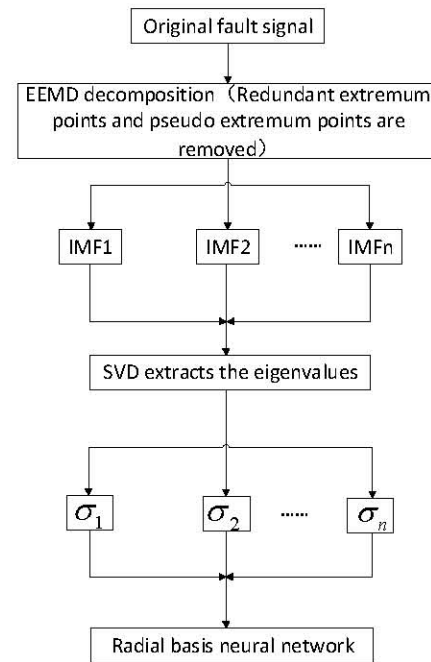 Original fault signal
EEMD decomposition（Redundant extremum
points and pseudo extremum points are
removed）
IMF1 IMF2 ...... IMFn
SVD extracts the eigenvalues
σ₁ σ₂ ...... σₙ
Radial basis neural network